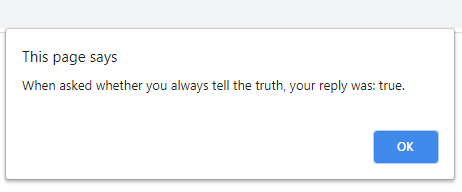 This page says
When asked whether you always tell the truth, your reply was: true.
OK